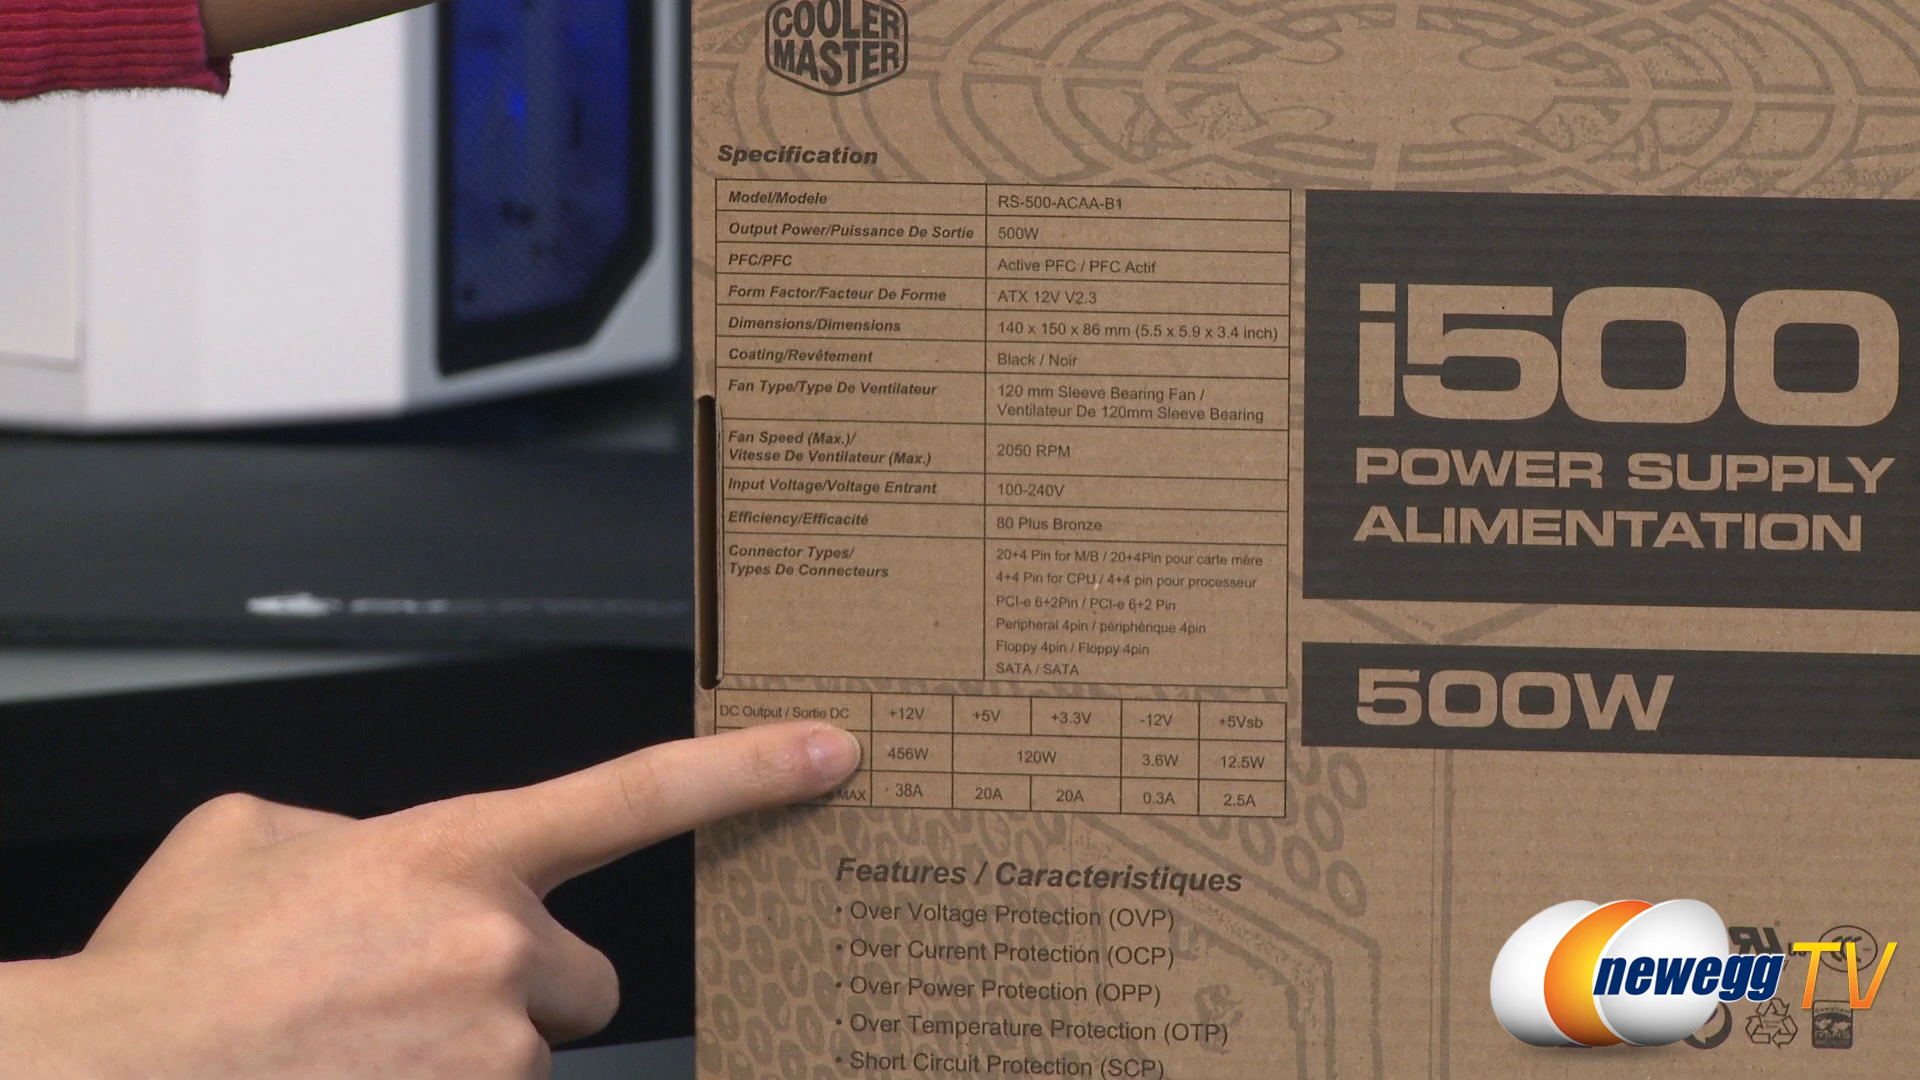 COOLER
MASTER
Specification
Model/Modele RS-500-ACAA-B1
Output Power/Puissance De Sortie 500W
PFC/PFC Active PFC / PFC Actif
Form Factor/Facteur De Forme ATX 12V V2.3
Dimensions/Dimensions 140 x 150 x 86 mm (5.5 x 5.9 x 3.4 inch)
Coating/Revêtement Black / Noir
Fan Type/Type De Ventilateur 120 mm Sleeve Bearing Fan /
Ventilateur De 120mm Sleeve Bearing
Fan Speed (Max.)/
Vitesse De Ventilateur (Max.) 2050 RPM
Input Voltage/Voltage Entrant 100-240V
Efficiency/Efficacité 80 Plus Bronze
Connector Types/
Types De Connecteurs
20+4 Pin for M/B / 20+4Pin pour carte mère
4+4 Pin for CPU / 4+4 pin pour processeur
PCI-e 6+2Pin / PCI-e 6+2 Pin
Peripheral 4pin / périphérique 4pin
Floppy 4pin / Floppy 4pin
SATA / SATA
DC Output / Sortie DC +12V +5V +3.3V -12V +5Vsb
456W 120W 3.6W 12.5W
MAX 38A 20A 20A 0.3A 2.5A
Features / Caracteristiques
• Over Voltage Protection (OVP)
• Over Current Protection (OCP)
• Over Power Protection (OPP)
• Over Temperature Protection (OTP)
• Short Circuit Protection (SCP)
i500
POWER SUPPLY
ALIMENTATION
500W
newegg TV